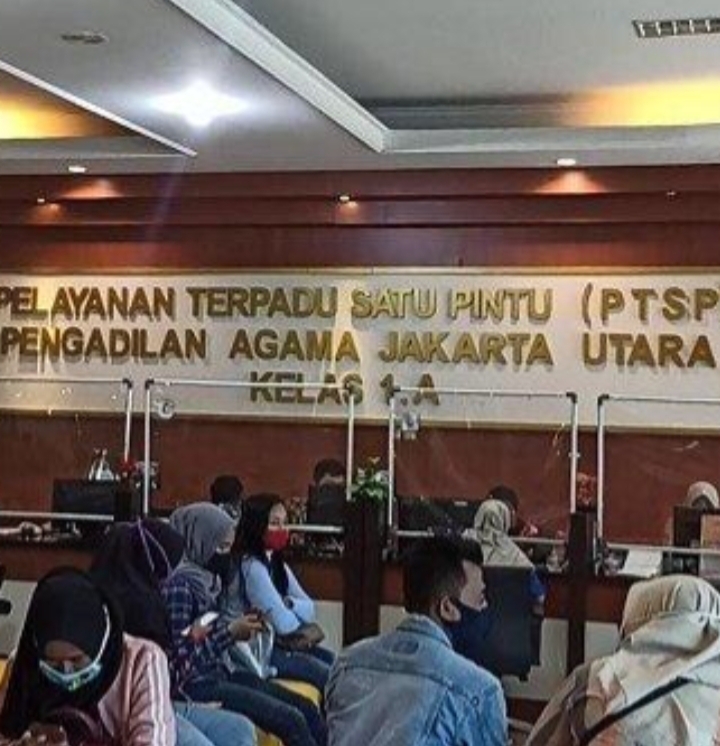 PELAYANAN TERPADU SATU PINTU (PTSP
PENGADILAN AGAMA JAKARTA UTARA
KELAS 1.A